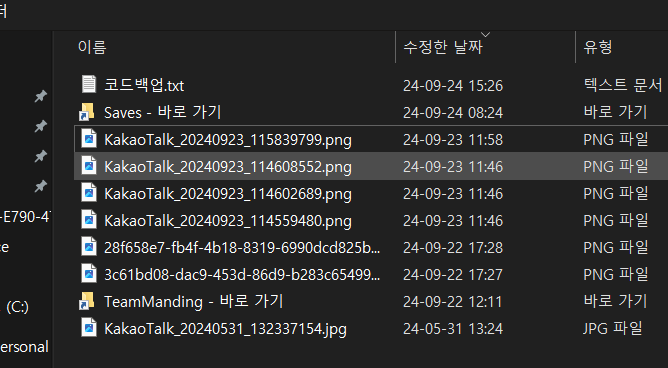 터
이름 수정한 날짜 유형
코드백업.txt 24-09-24 15:26 텍스트 문서
Saves - 바로 가기 24-09-24 08:24 바로 가기
KakaoTalk_20240923_115839799.png 24-09-23 11:58 PNG 파일
KakaoTalk_20240923_114608552.png 24-09-23 11:46 PNG 파일
KakaoTalk_20240923_114602689.png 24-09-23 11:46 PNG 파일
KakaoTalk_20240923_114559480.png 24-09-23 11:46 PNG 파일
-E790-47
28f658e7-fb4f-4b18-8319-6990dcd825b... 24-09-22 17:28 PNG 파일
ce
3c61bd08-dac9-453d-86d9-b283c65499... 24-09-22 17:27 PNG 파일
(C:)
TeamManding - 바로 가기 24-09-22 12:11 바로 가기
KakaoTalk_20240531_132337154.jpg 24-05-31 13:24 JPG 파일
ersonal